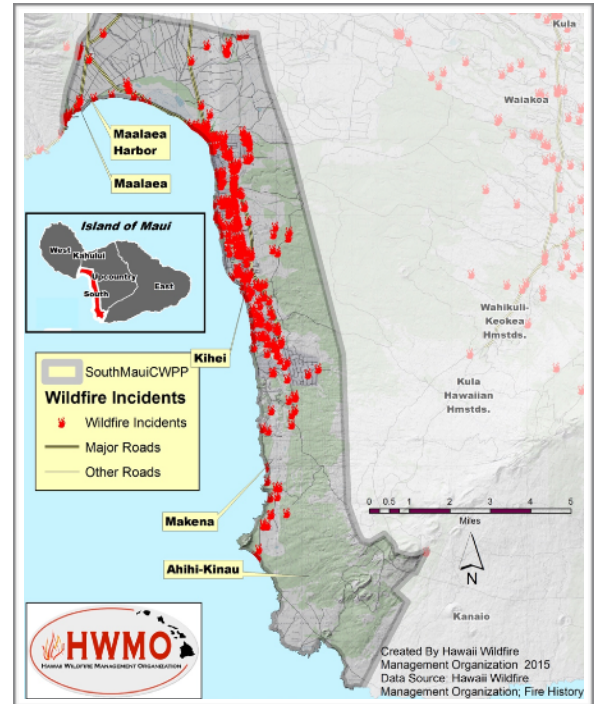 Kula
Waiakoa
Maalaea
Harbor
Maalaea
Island of Maui
West
Kahului
Upcountry
South
East
Wahikuli-
Keokea
Hmstds.
Kihei
Kula
Hawaiian
Hmstds.
SouthMauiCWPP
Wildfire Incidents
Wildfire Incidents
Major Roads
Other Roads
0 0.5 1 2 3 4 5
Miles
N
Makena
Ahihi-Kinau
Kanaio
HWMO
HAWAII WILDFIRE MANAGEMENT ORGANIZATION
Created By Hawaii Wildfire
Management Organization 2015
Data Source: Hawaii Wildfire
Management Organization; Fire History